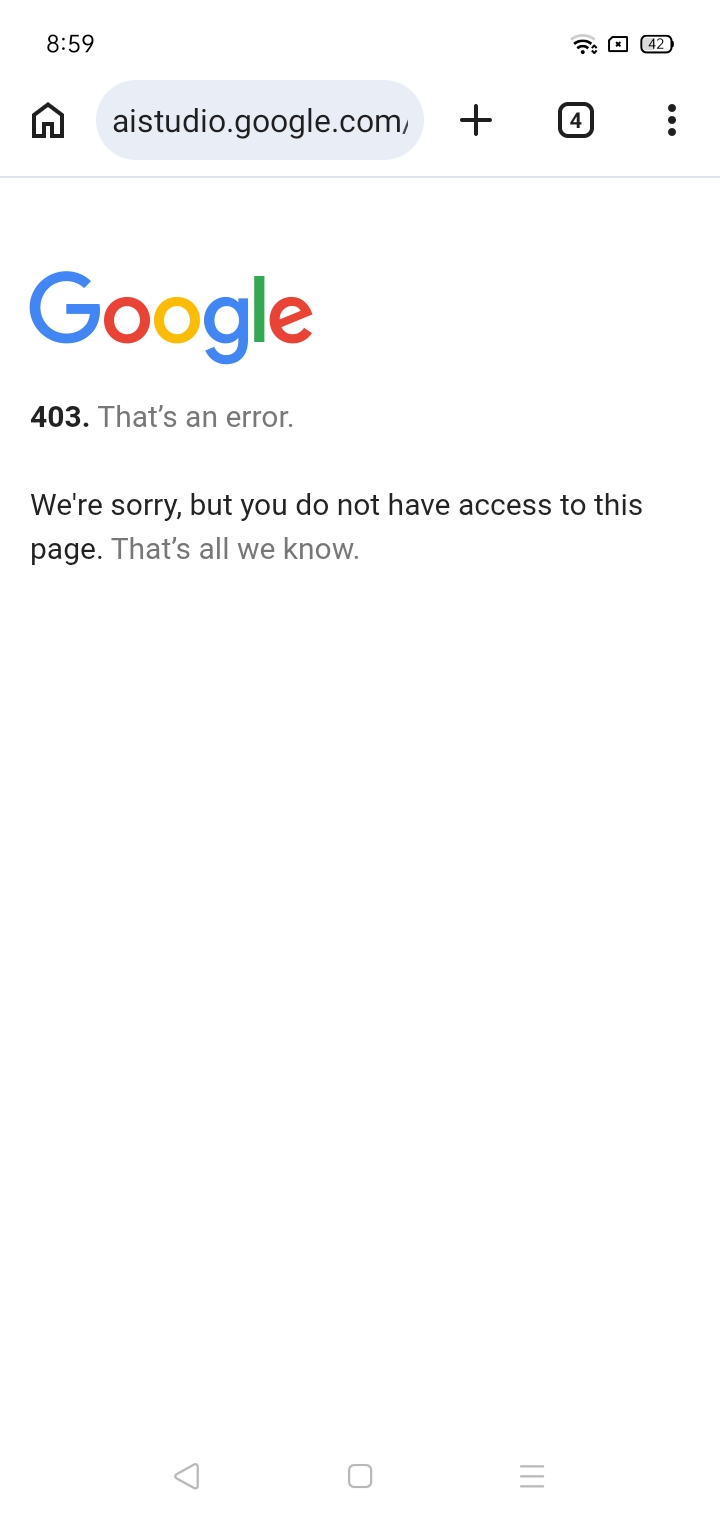 8:59
42
aistudio.google.com/
4
Google
403. That’s an error.
We're sorry, but you do not have access to this
page. That’s all we know.